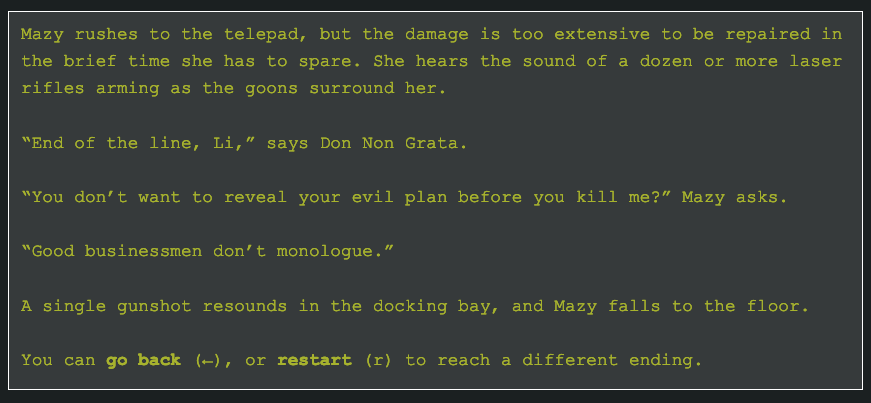 Mazy rushes to the telepad, but the damage is too extensive to be repaired in
the brief time she has to spare. She hears the sound of a dozen or more laser
rifles arming as the goons surround her.
“End of the line, Li,” says Don Non Grata.
“You don’t want to reveal your evil plan before you kill me?” Mazy asks.
“Good businessmen don’t monologue.”
A single gunshot resounds in the docking bay, and Mazy falls to the floor.
You can go back (←), or restart (r) to reach a different ending.